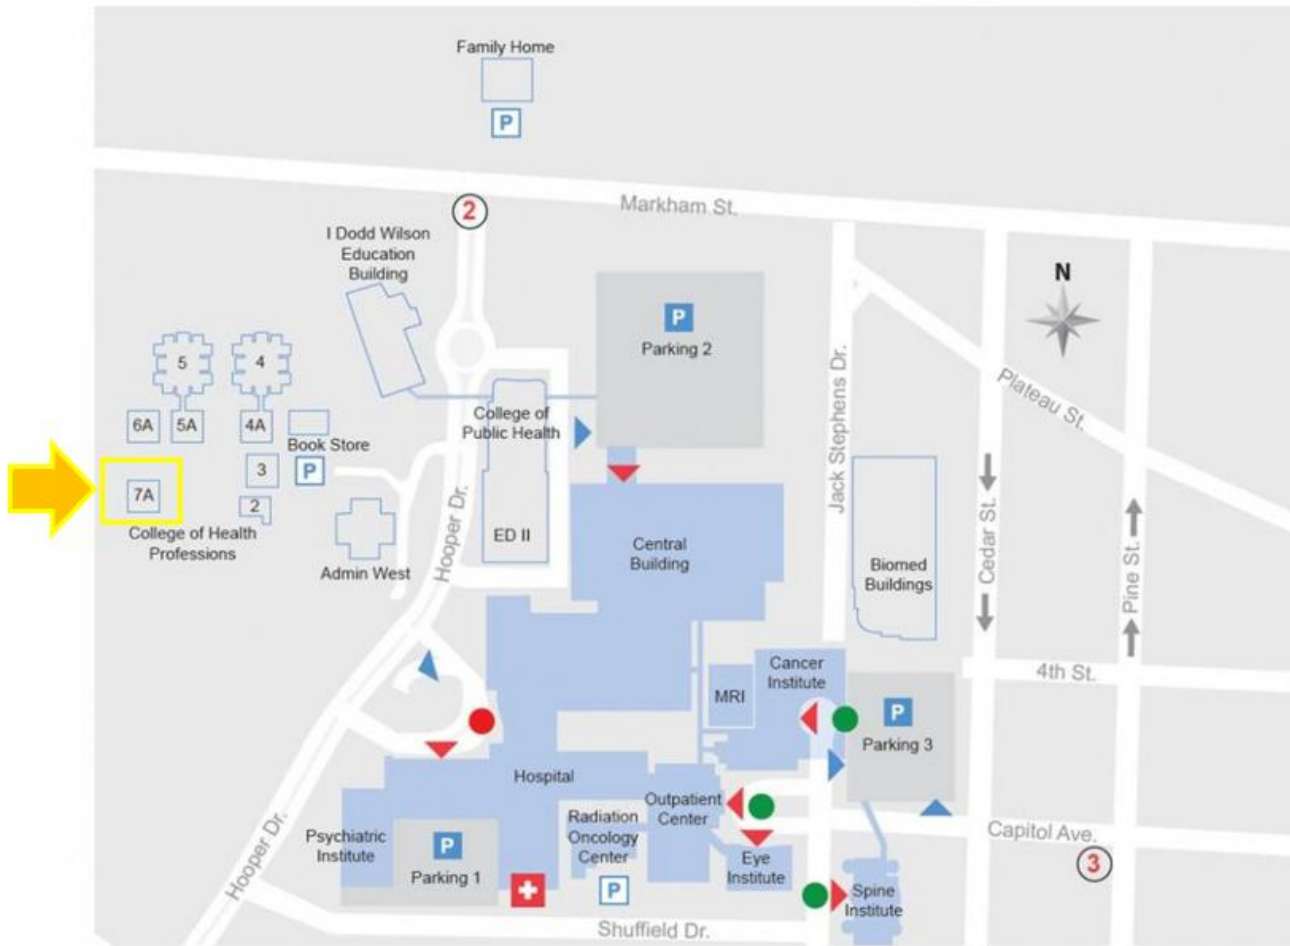 Family Home
P
Markham St.
2
I Dodd Wilson
Education
Building
N
P
Parking 2
5
4
Jack Stephens Dr.
Plateau St.
6A
5A
4A
Book Store
College of
Public Health
3
P
7A
2
College of Health
Professions
Admin West
Hooper Dr.
ED II
Central
Building
Biomed
Buildings
Cedar St.
Pine St.
4th St.
Cancer
Institute
MRI
P
Parking 3
Hospital
Outpatient
Center
Radiation
Oncology
Center
Psychiatric
Institute
P
Parking 1
P
Eye
Institute
Capitol Ave.
3
Spine
Institute
Hooper Dr.
Shuffield Dr.